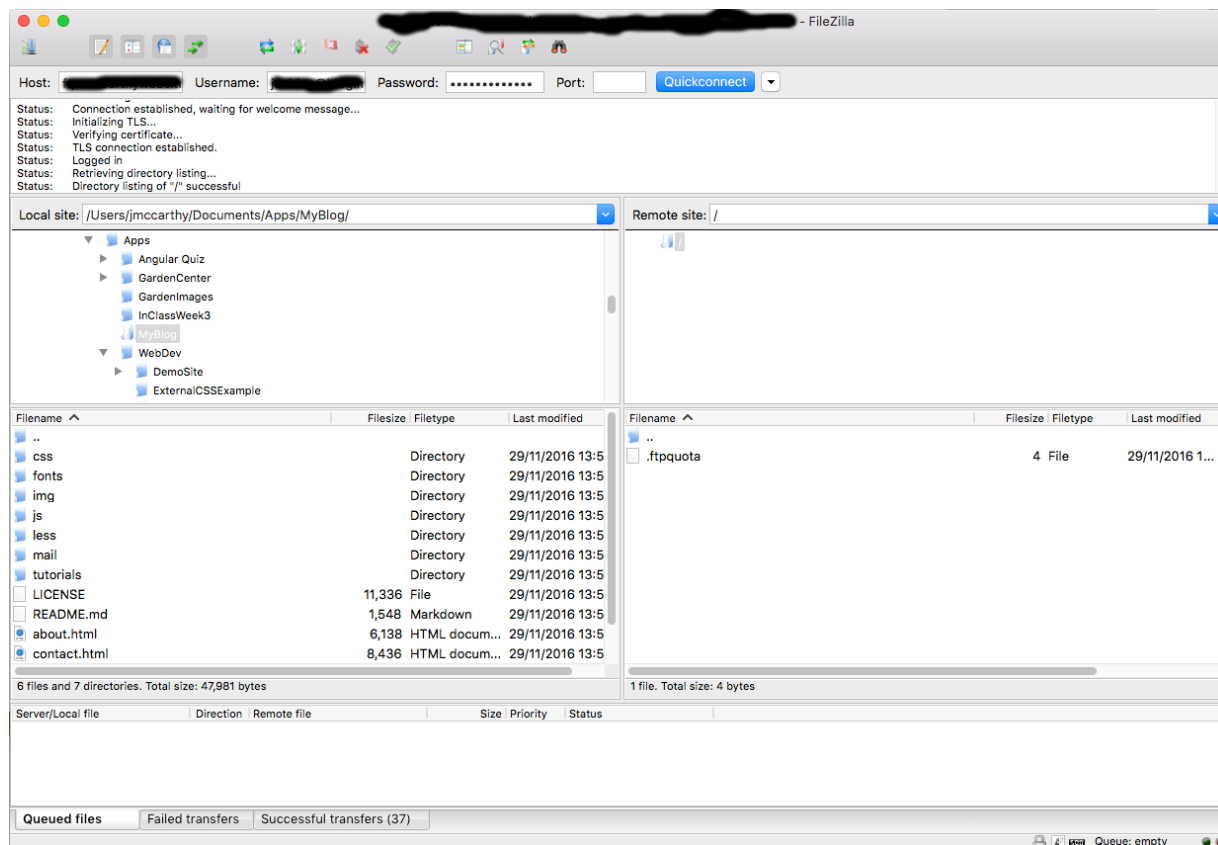 - FileZilla
Host: Username: Password: ••••••••••••• Port: Quickconnect
Status: Connection established, waiting for welcome message...
Status: Initializing TLS...
Status: Verifying certificate...
Status: TLS connection established.
Status: Logged in
Status: Retrieving directory listing...
Status: Directory listing of "/" successful
Local site: /Users/jmccarthy/Documents/Apps/MyBlog/
Remote site: /
Apps
Angular Quiz
GardenCenter
GardenImages
InClassWeek3
MyBlog
WebDev
DemoSite
ExternalCSSExample
/
Filename Filesize Filetype Last modified
..
css Directory 29/11/2016 13:5
fonts Directory 29/11/2016 13:5
img Directory 29/11/2016 13:5
js Directory 29/11/2016 13:5
less Directory 29/11/2016 13:5
mail Directory 29/11/2016 13:5
tutorials Directory 29/11/2016 13:5
LICENSE 11,336 File 29/11/2016 13:5
README.md 1,548 Markdown 29/11/2016 13:5
about.html 6,138 HTML docum... 29/11/2016 13:5
contact.html 8,436 HTML docum... 29/11/2016 13:5
6 files and 7 directories. Total size: 47,981 bytes
Filename Filesize Filetype Last modified
..
.ftpquota 4 File 29/11/2016 1...
1 file. Total size: 4 bytes
Server/Local file Direction Remote file Size Priority Status
Queued files Failed transfers Successful transfers (37)
Queue: empty